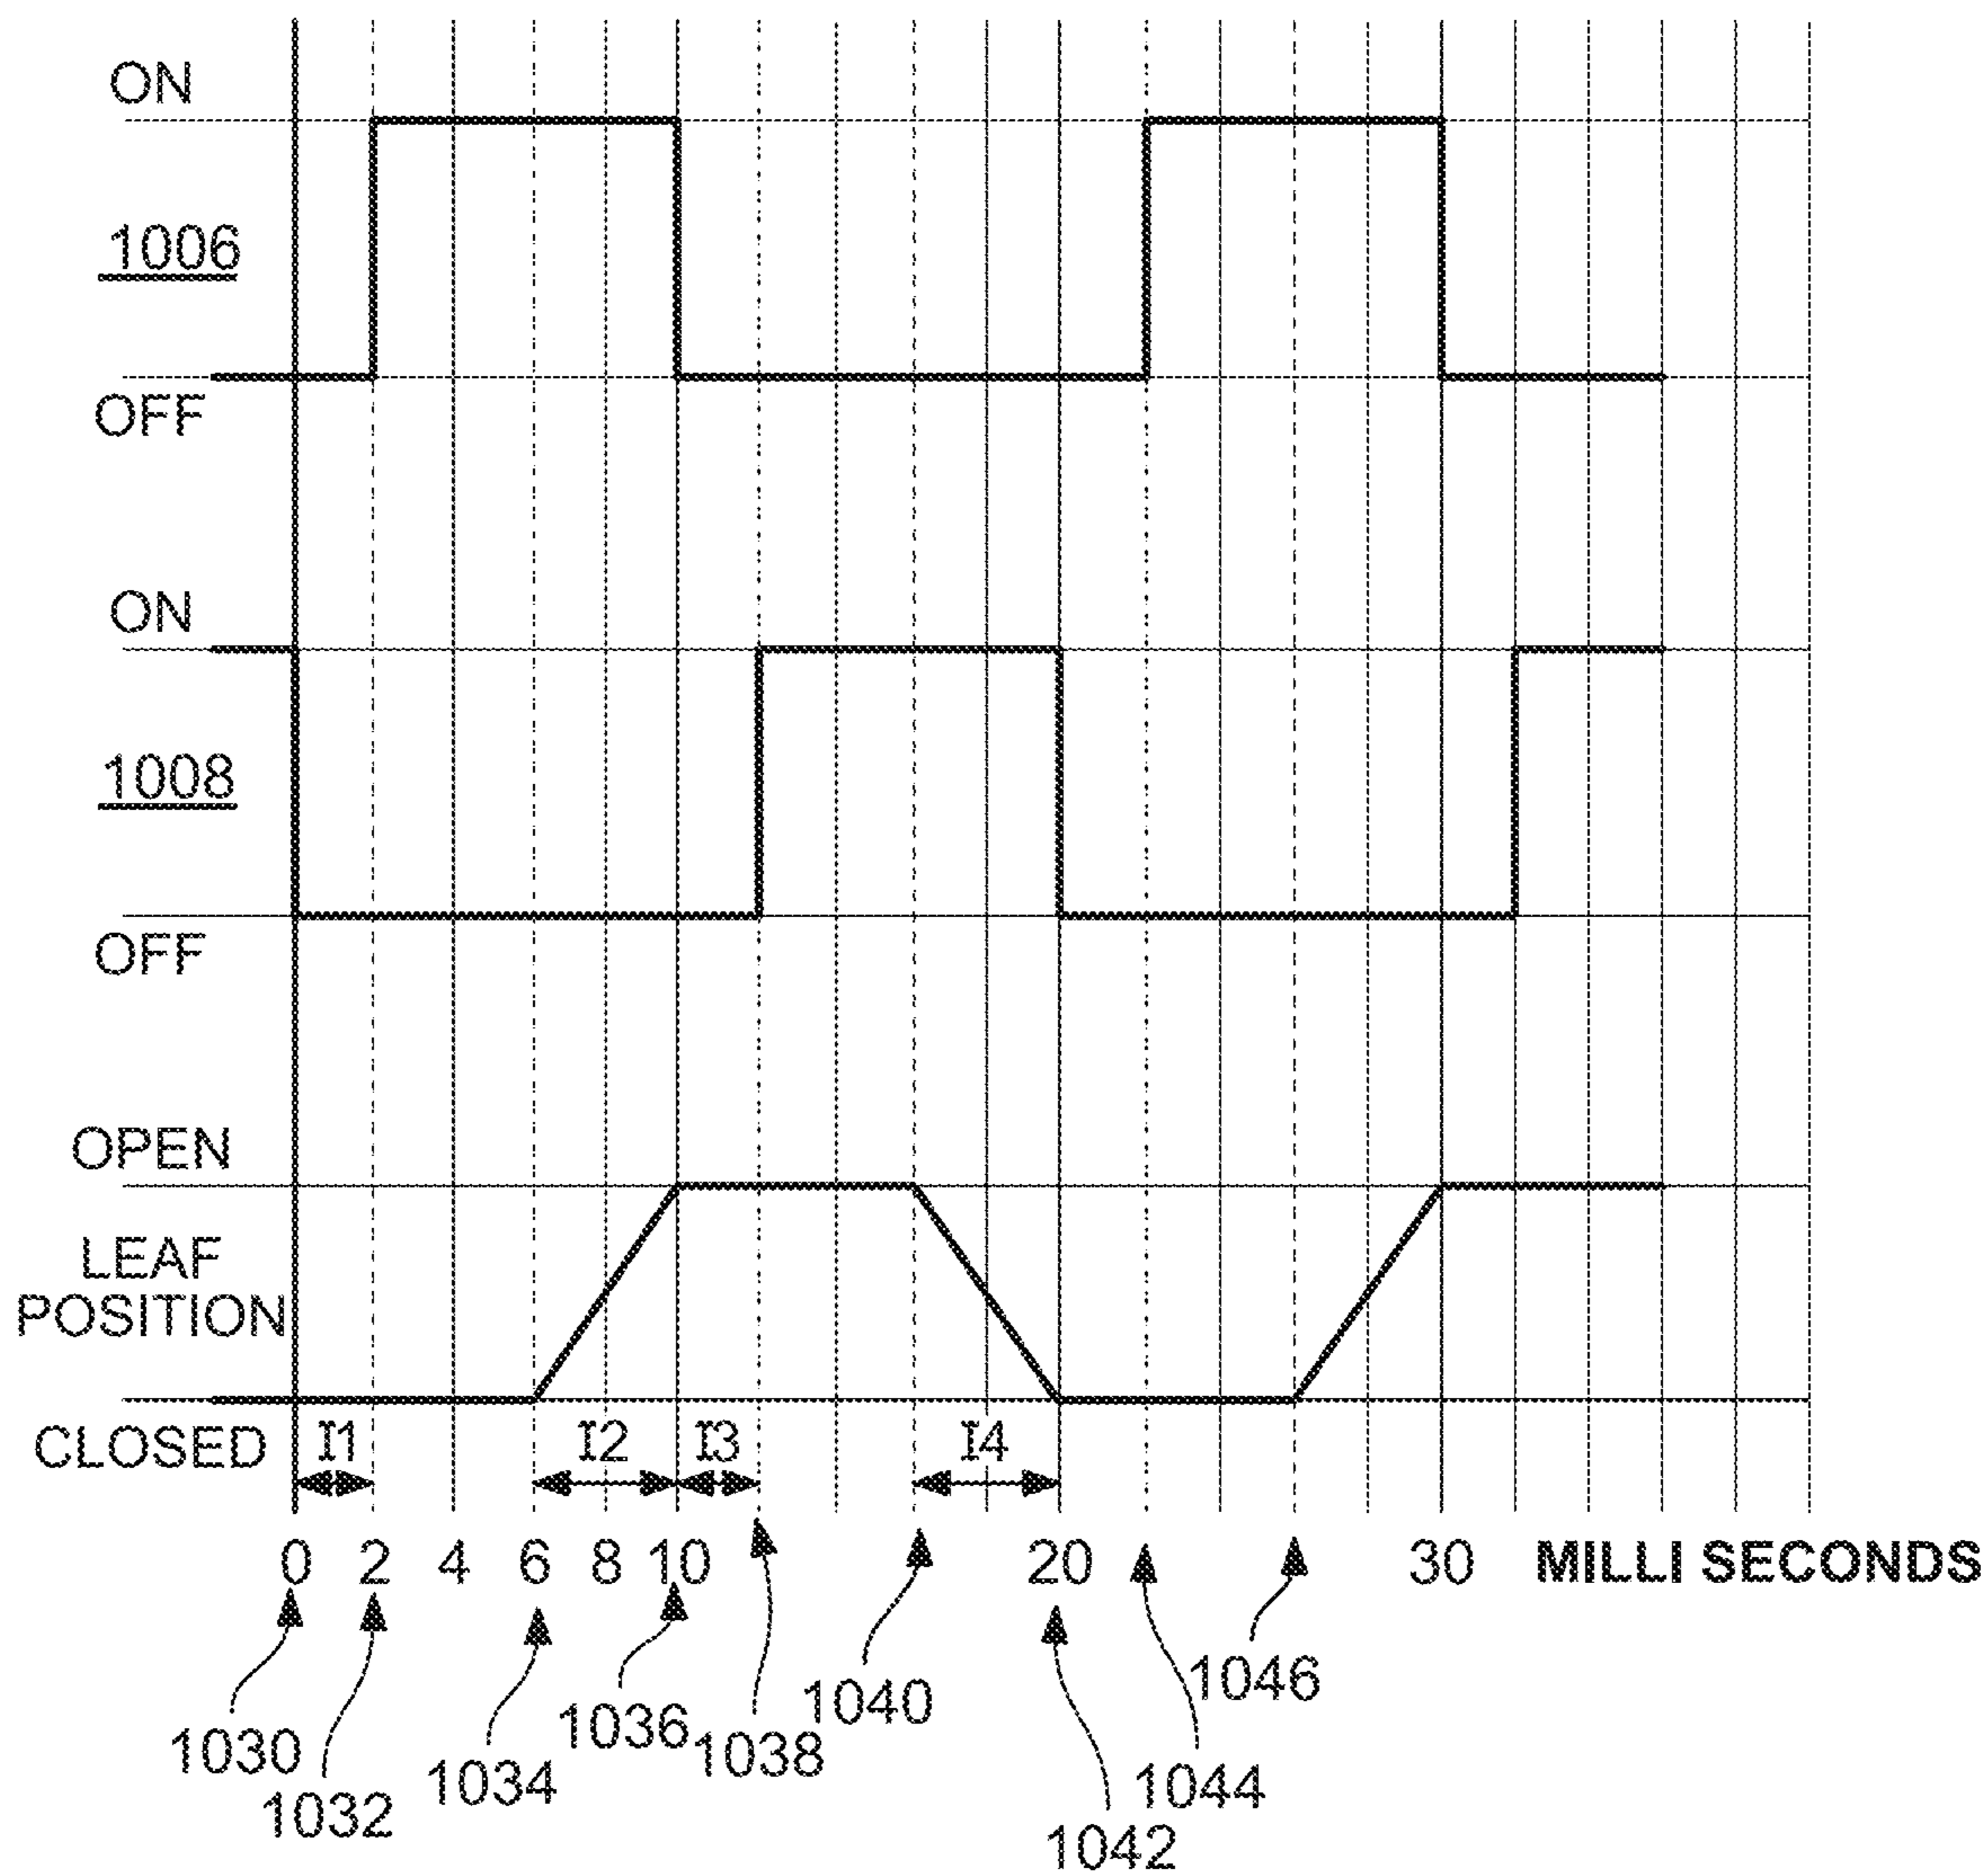 ON
1006
OFF
ON
1008
OFF
OPEN
LEAF
POSITION
CLOSED
I1 I2 I3 I4
0 2 4 6 8 10 20 30 MILLI SECONDS
1030 1032 1034 1036 1038 1040 1042 1044 1046